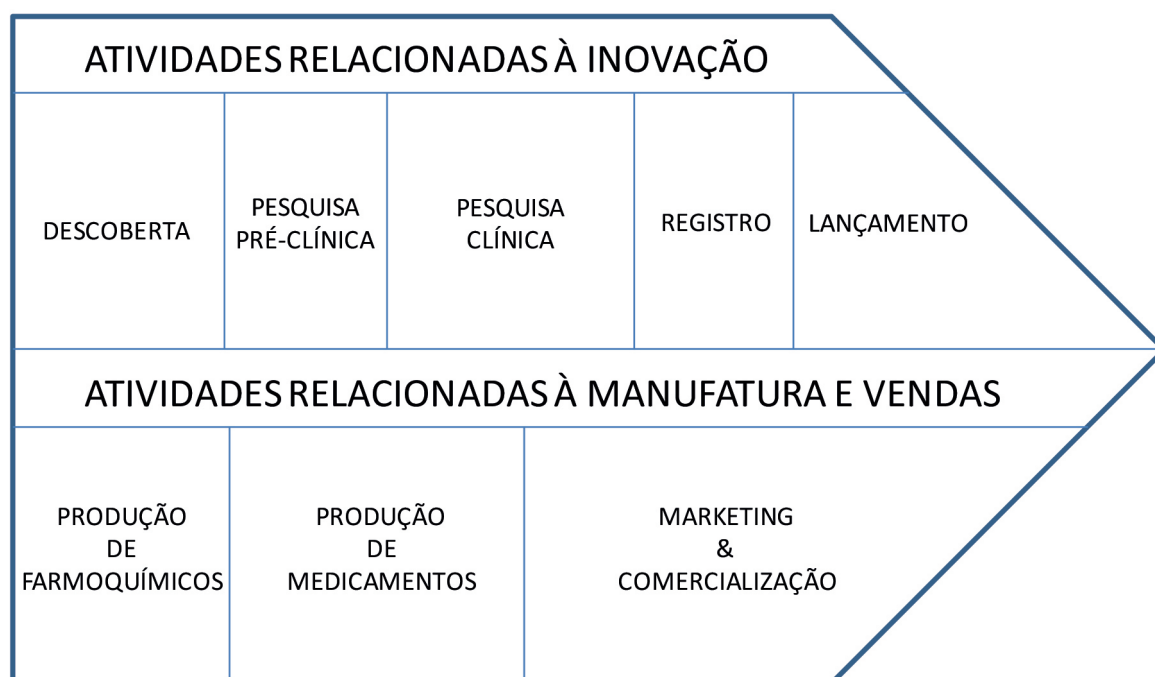 ATIVIDADES RELACIONADAS À INOVAÇÃO
DESCOBERTA
PESQUISA
PRÉ-CLÍNICA
PESQUISA
CLÍNICA
REGISTRO
LANÇAMENTO
ATIVIDADES RELACIONADAS À MANUFATURA E VENDAS
PRODUÇÃO
DE
FARMOQUÍMICOS
PRODUÇÃO
DE
MEDICAMENTOS
MARKETING
&
COMERCIALIZAÇÃO